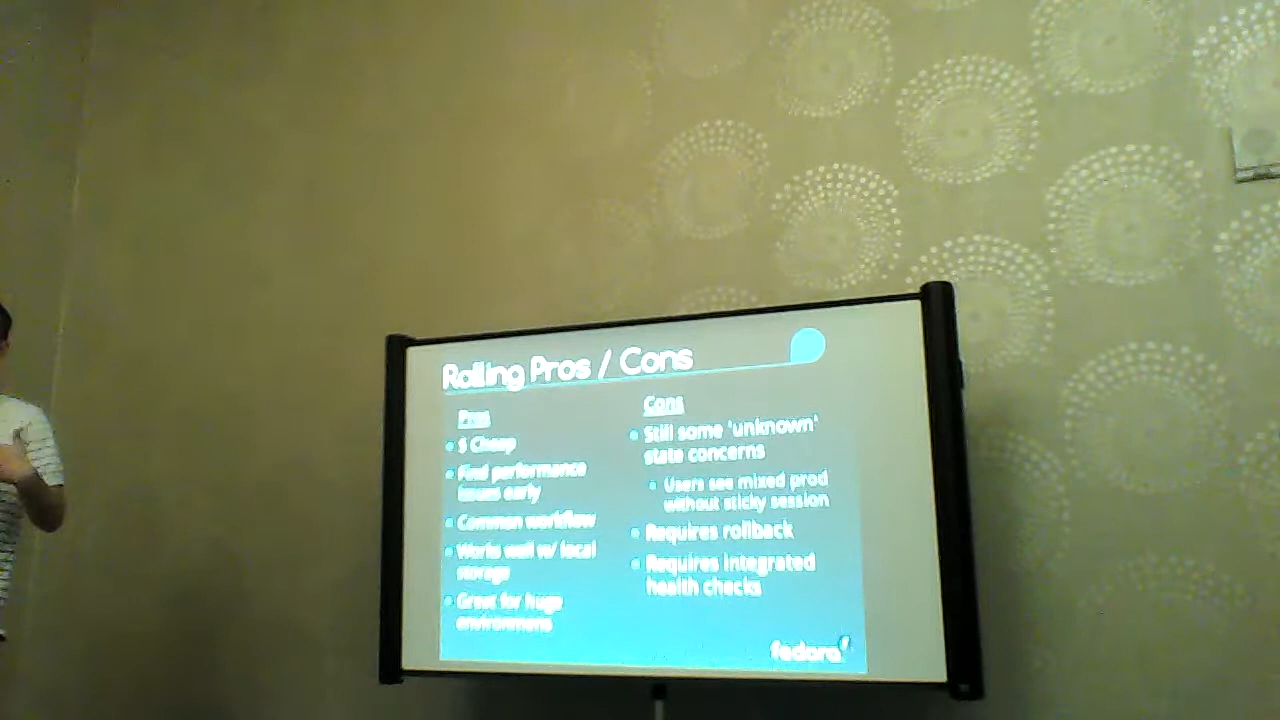 Rolling Pros / Cons
Pros
$ Cheap
Find performance
issues early
Common workflow
Works well w/ local
storage
Great for huge
environmens
Cons
Still some 'unknown'
state concerns
Users see mixed prod
without sticky session
Requires rollback
Requires integrated
health checks
fedora